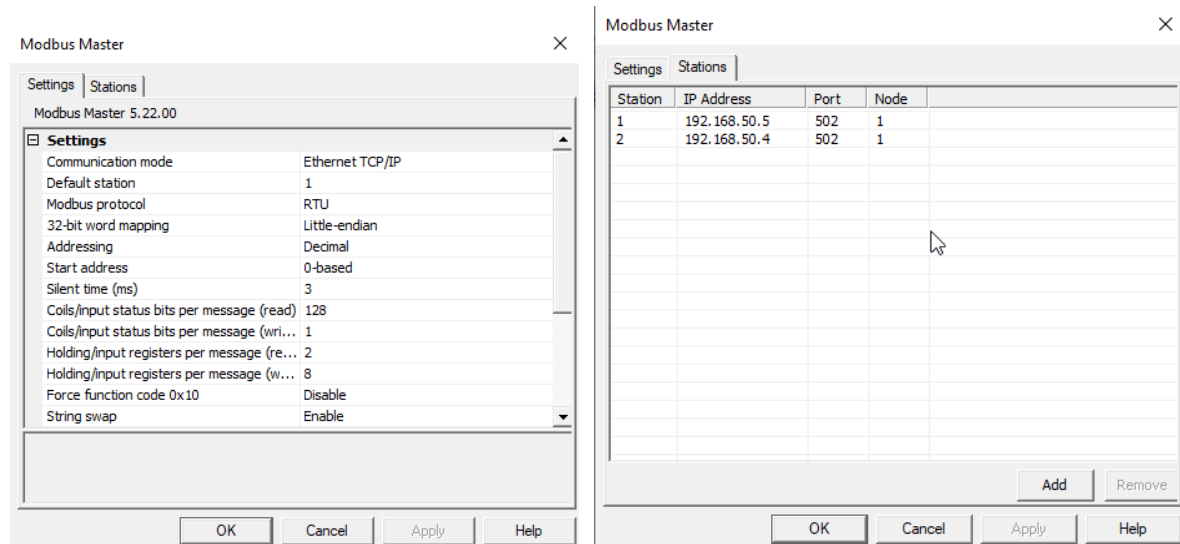 Modbus Master
Settings Stations
Modbus Master 5.22.00
Settings
Communication mode Ethernet TCP/IP
Default station 1
Modbus protocol RTU
32-bit word mapping Little-endian
Addressing Decimal
Start address 0-based
Silent time (ms) 3
Coils/input status bits per message (read) 128
Coils/input status bits per message (wri... 1
Holding/input registers per message (re... 2
Holding/input registers per message (w... 8
Force function code 0x10 Disable
String swap Enable
OK Cancel Apply Help
Modbus Master
Settings Stations
Station IP Address Port Node
1 192.168.50.5 502 1
2 192.168.50.4 502 1
Add Remove
OK Cancel Apply Help